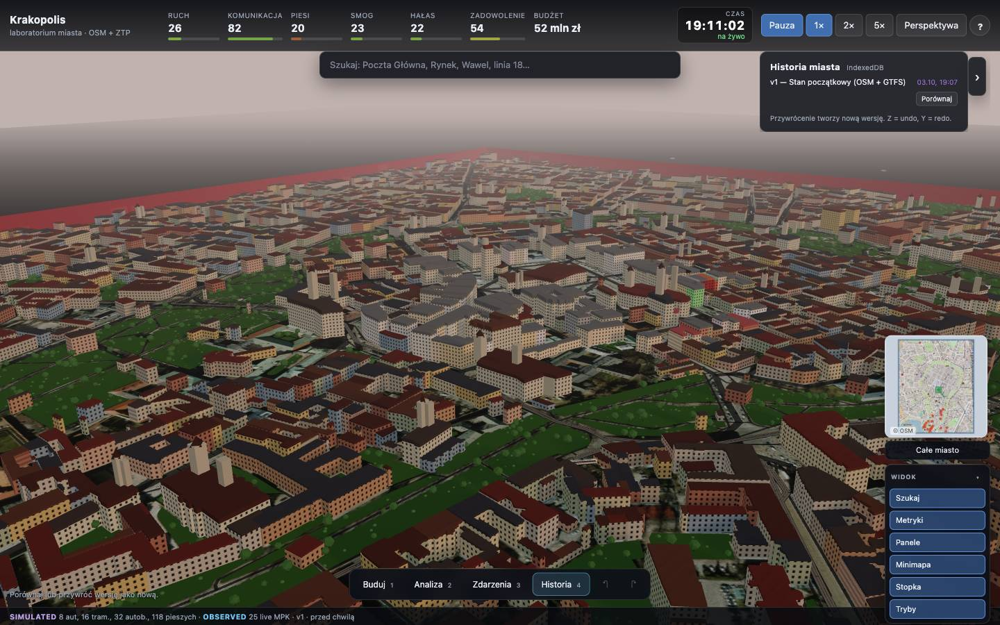 Krakopolis
laboratorium miasta · OSM + ZTP
RUCH
26
KOMUNIKACJA
82
PIESI
20
SMOG
23
HAŁAS
22
ZADOWOLENIE
54
BUDŻET
52 mln zł
CZAS
19:11:02
na żywo
Pauza
1×
2×
5×
Perspektywa
?
Szukaj: Poczta Główna, Rynek, Wawel, linia 18...
Historia miasta IndexedDB
v1 — Stan początkowy (OSM + GTFS) 03.10, 19:07
Porównaj
Przywrócenie tworzy nową wersję. Z = undo, Y = redo.
© OSM
Całe miasto
WIDOK
Szukaj
Metryki
Panele
Minimapa
Stopka
Tryby
Buduj 1
Analiza 2
Zdarzenia 3
Historia 4
Porównaj lub przywróć wersję jako nową.
SIMULATED 8 aut, 16 tram., 32 autob., 118 pieszych · OBSERVED 25 live MPK · v1 · przed chwilą